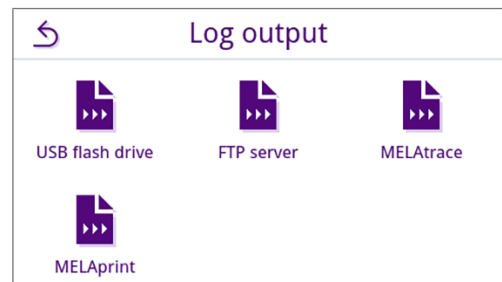 Log output
USB flash drive
FTP server
MELAtrace
MELAprint